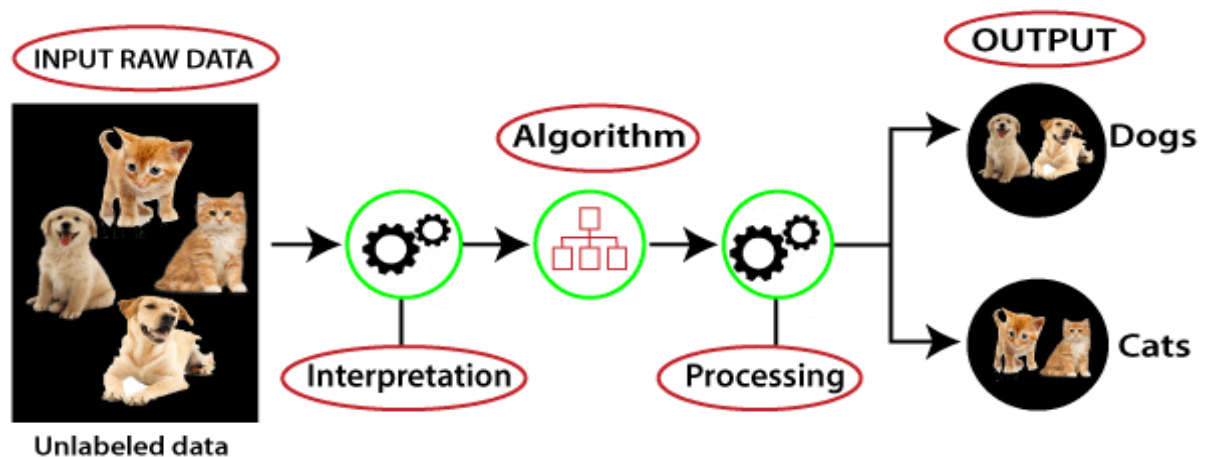 INPUT RAW DATA
Unlabeled data
Interpretation
Algorithm
Processing
OUTPUT
Dogs
Cats